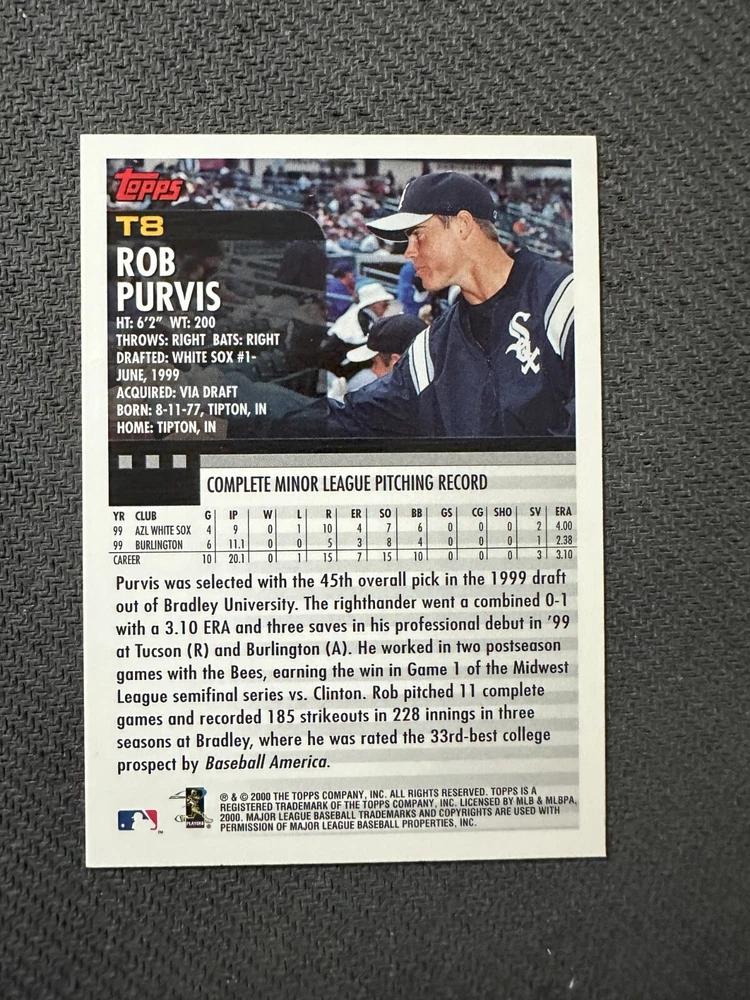 Topps
T8
ROB
PURVIS
HT: 6'2" WT: 200
THROWS: RIGHT BATS: RIGHT
DRAFTED: WHITE SOX #1-
JUNE, 1999
ACQUIRED: VIA DRAFT
BORN: 8-11-77, TIPTON, IN
HOME: TIPTON, IN
Sox
COMPLETE MINOR LEAGUE PITCHING RECORD
YR CLUB G IP W L R ER SO BB GS CG SHO SV ERA
99 AZL WHITE SOX 4 9 0 1 10 4 7 6 0 0 0 2 4.00
99 BURLINGTON 6 11.1 0 0 5 3 8 4 0 0 0 1 2.38
CAREER 10 20.1 0 1 15 7 15 10 0 0 0 3 3.10
Purvis was selected with the 45th overall pick in the 1999 draft
out of Bradley University. The righthander went a combined 0-1
with a 3.10 ERA and three saves in his professional debut in '99
at Tucson (R) and Burlington (A). He worked in two postseason
games with the Bees, earning the win in Game 1 of the Midwest
League semifinal series vs. Clinton. Rob pitched 11 complete
games and recorded 185 strikeouts in 228 innings in three
seasons at Bradley, where he was rated the 33rd-best college
prospect by Baseball America.
PLAYERS
® & © 2000 THE TOPPS COMPANY, INC. ALL RIGHTS RESERVED. TOPPS IS A
REGISTERED TRADEMARK OF THE TOPPS COMPANY, INC. LICENSED BY MLB & MLBPA,
2000. MAJOR LEAGUE BASEBALL TRADEMARKS AND COPYRIGHTS ARE USED WITH
PERMISSION OF MAJOR LEAGUE BASEBALL PROPERTIES, INC.